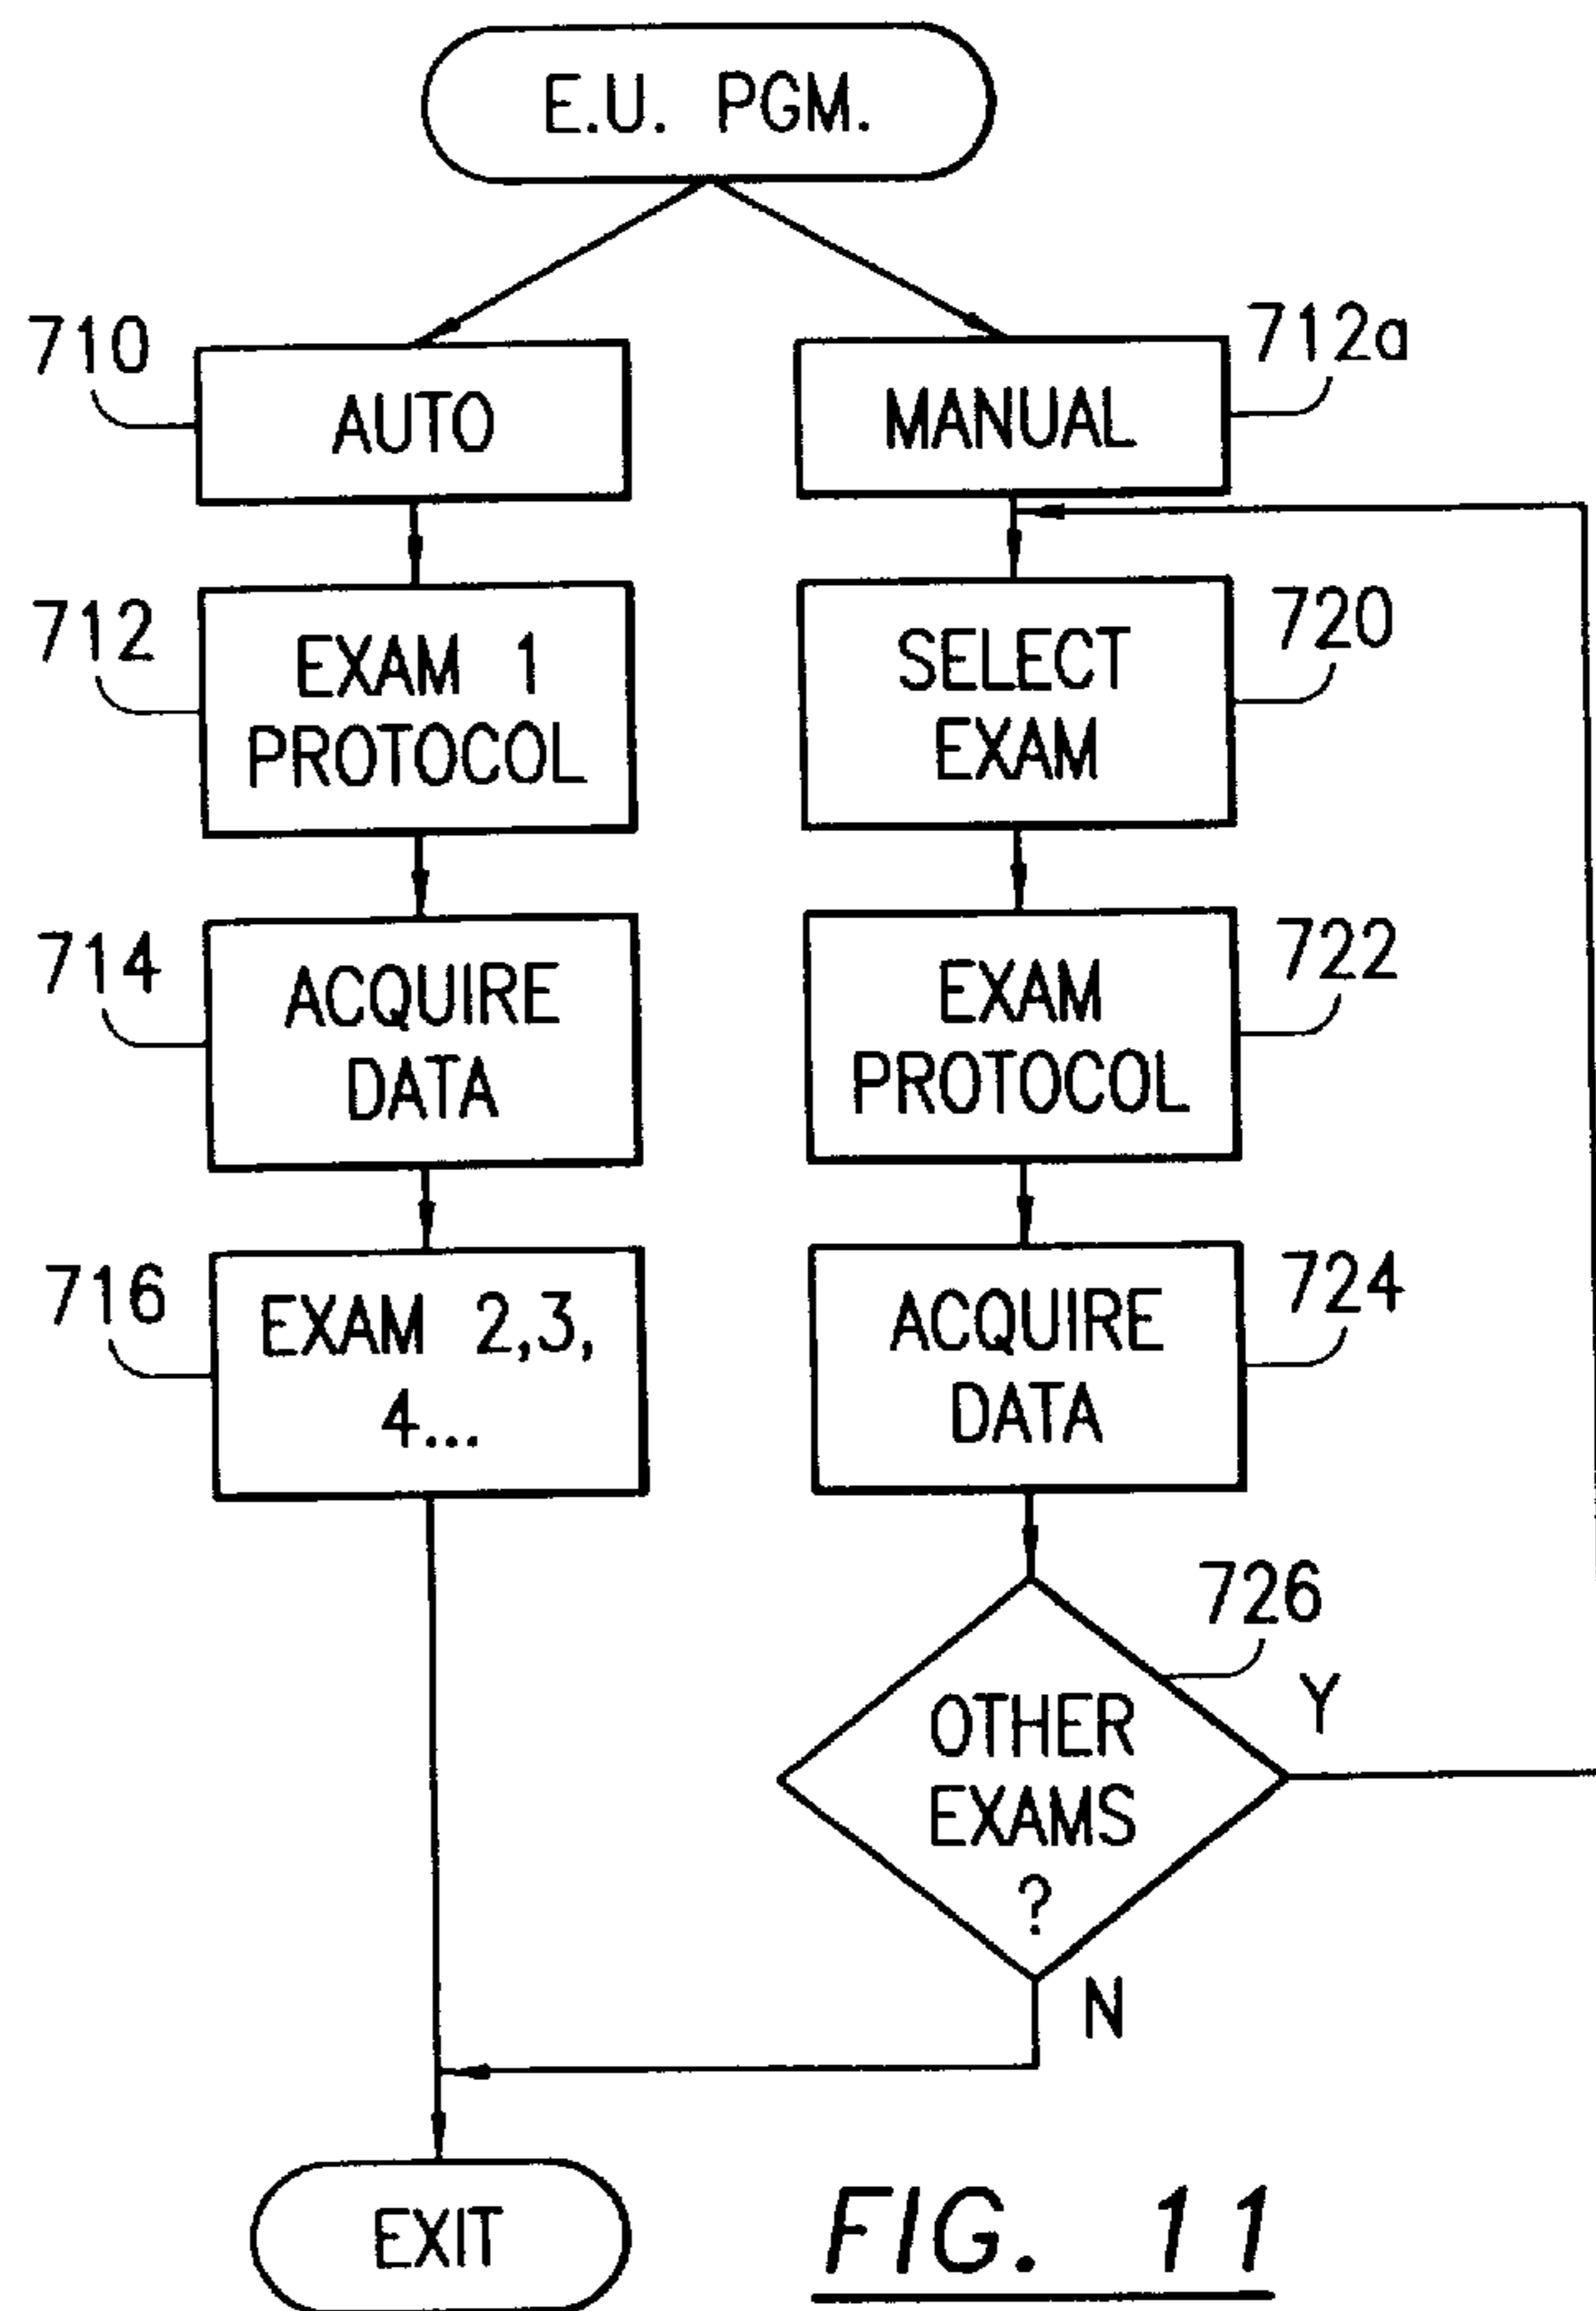 E.U. PGM.
710
AUTO
712a
MANUAL
712
EXAM 1
PROTOCOL
720
SELECT
EXAM
714
ACQUIRE
DATA
722
EXAM
PROTOCOL
716
EXAM 2,3,
4...
724
ACQUIRE
DATA
726
OTHER
EXAMS
?
Y
N
EXIT
FIG. 11